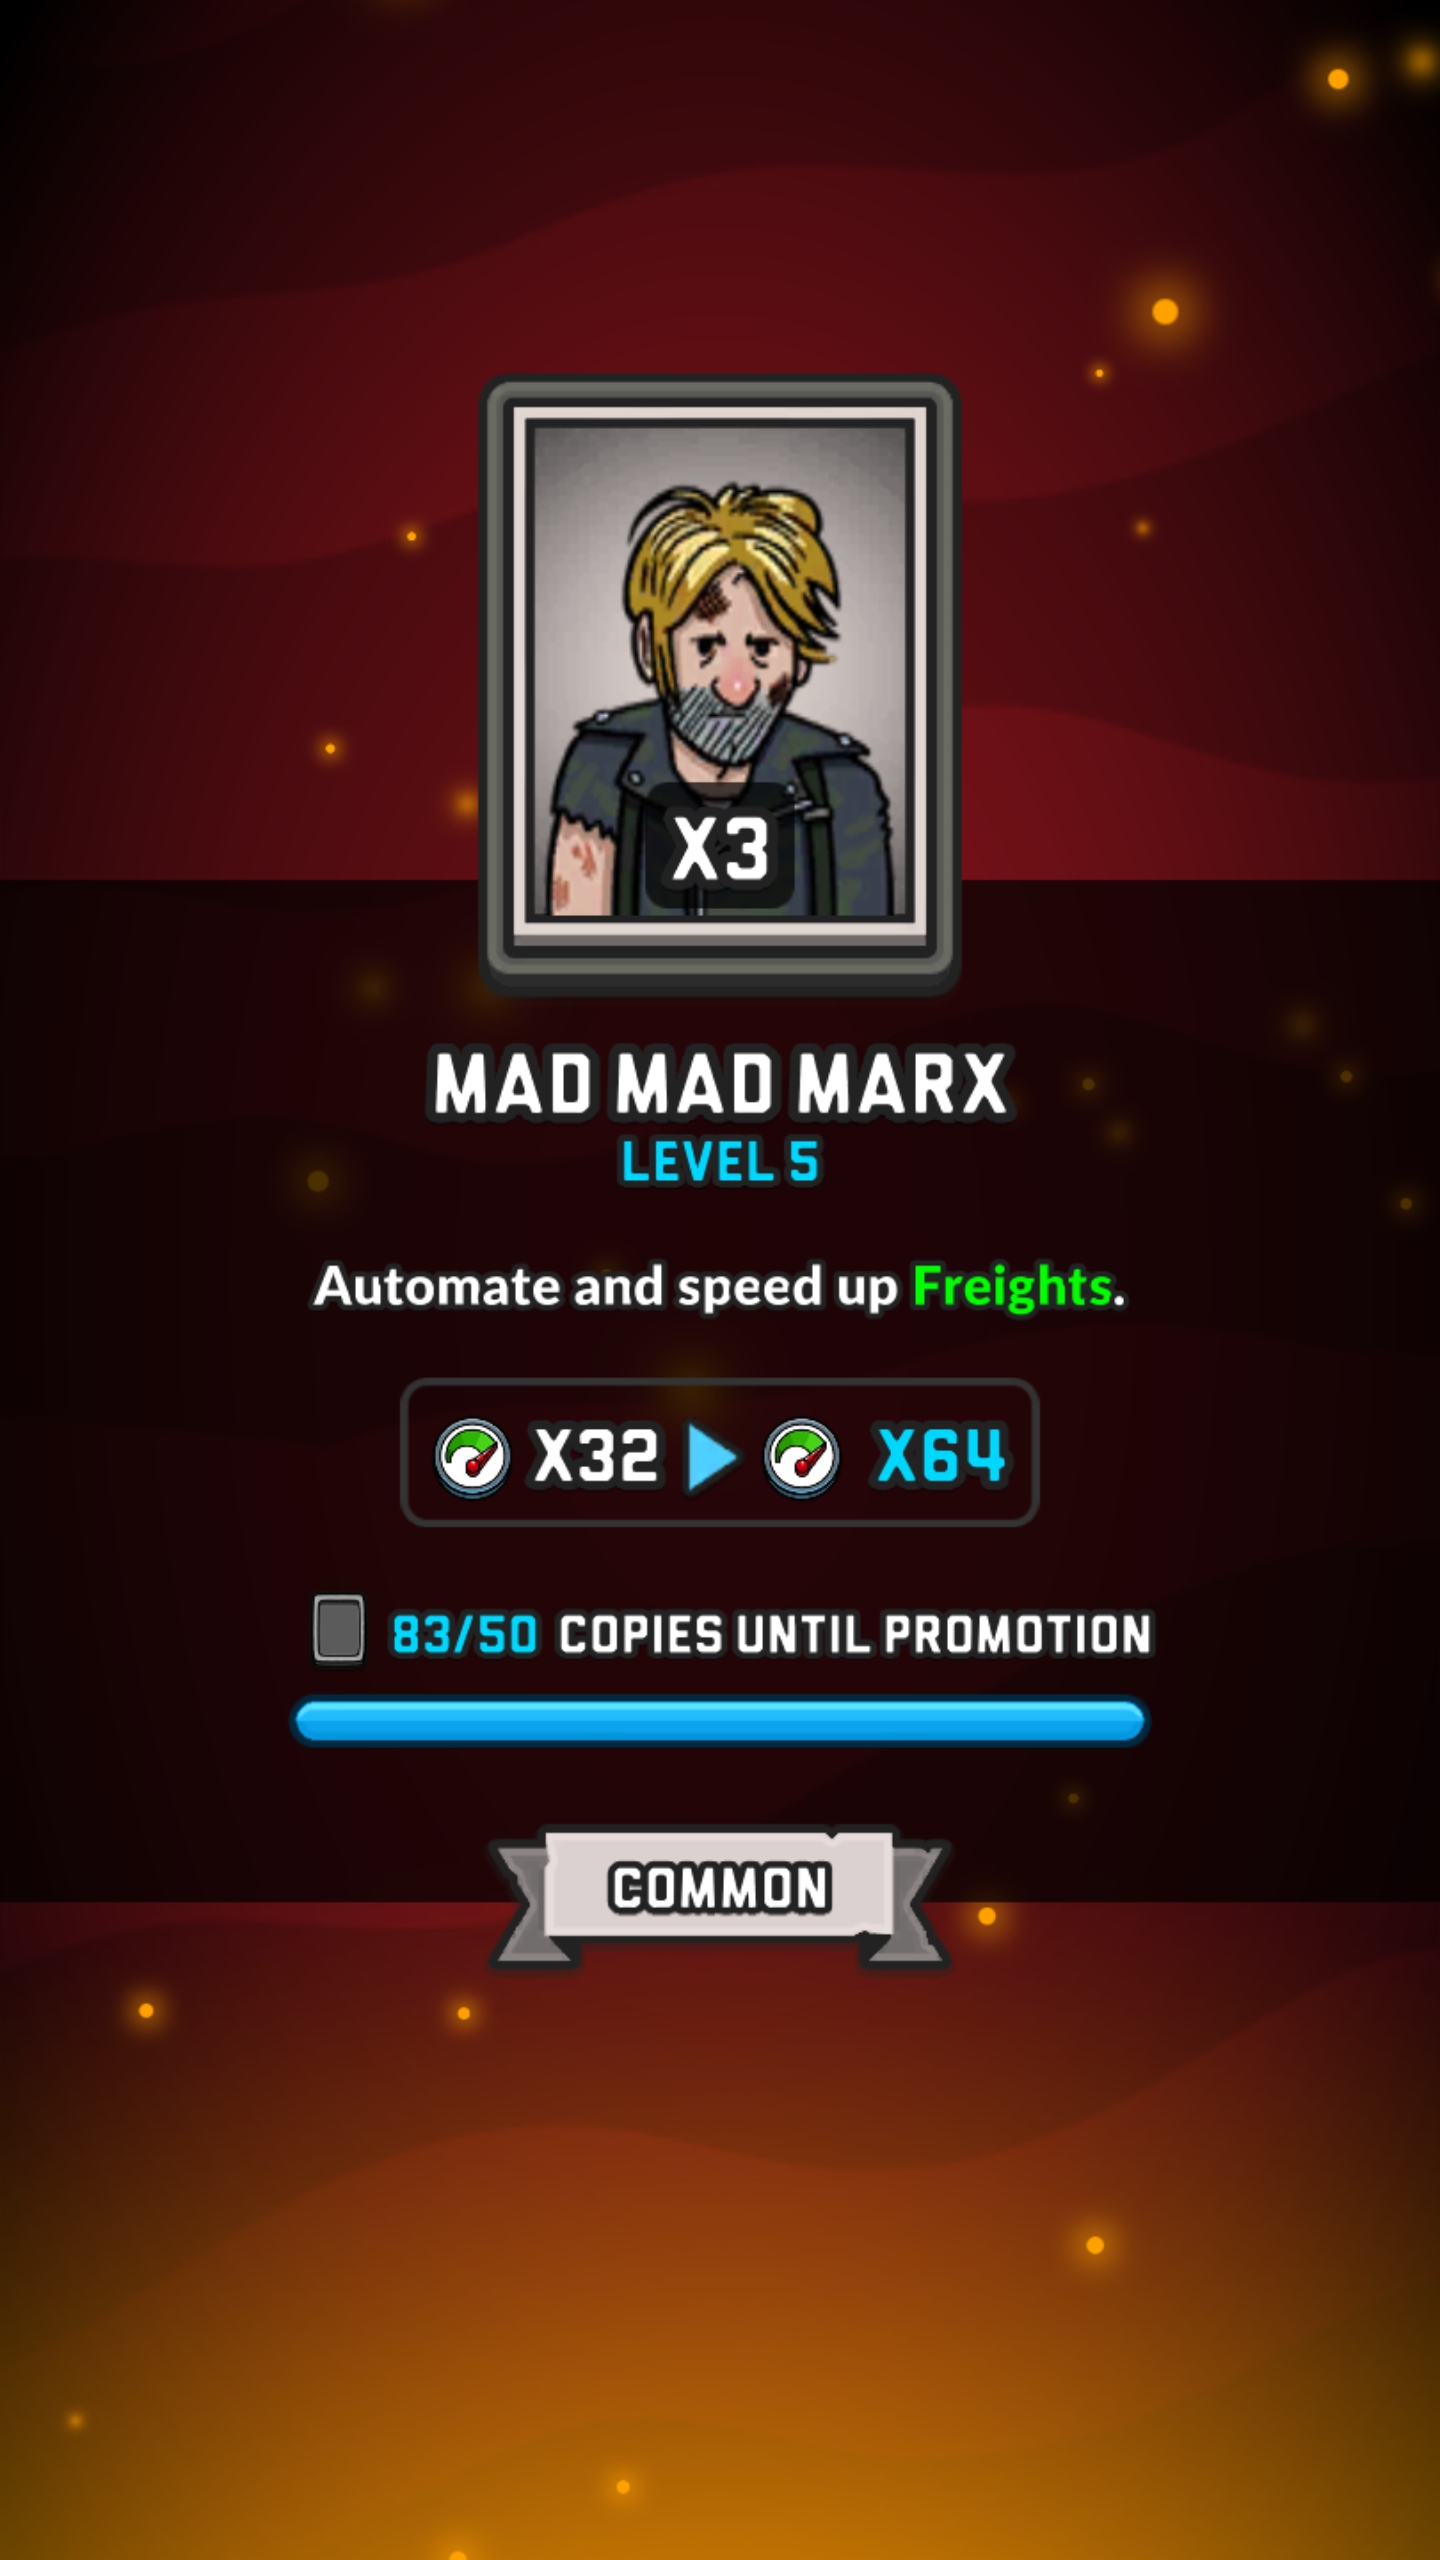 X3
MAD MAD MARX
LEVEL 5
Automate and speed up Freights.
X32 X64
83/50 COPIES UNTIL PROMOTION
COMMON